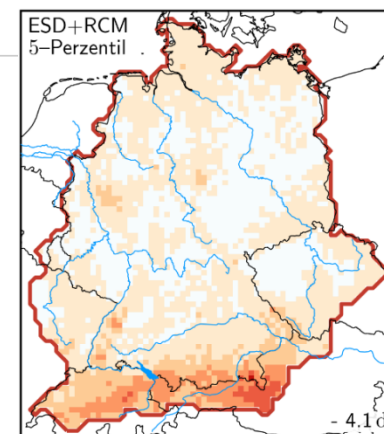 ESD+RCM
5–Perzentil
- 4.1 d